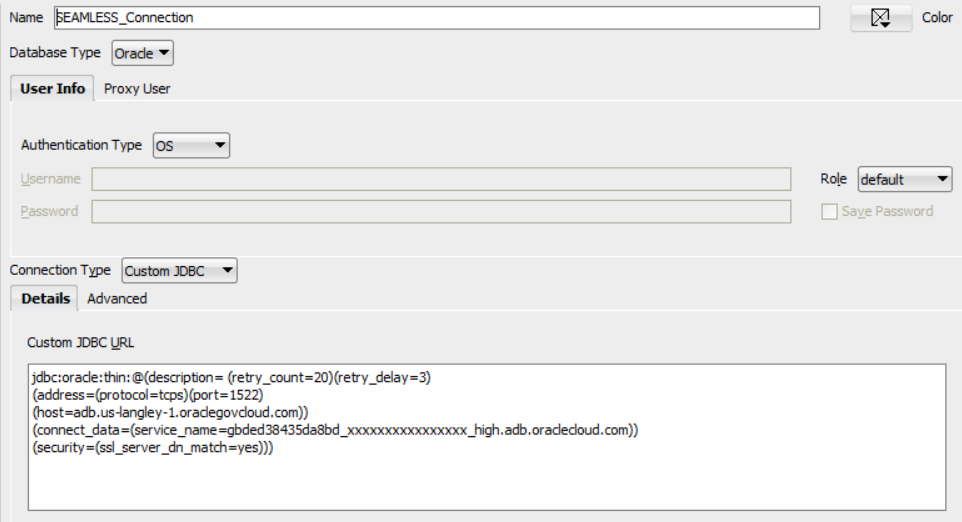 Name SEAMLESS_Connection Color
Database Type Oracle
User Info Proxy User
Authentication Type OS
Username Role default
Password Save Password
Connection Type Custom JDBC
Details Advanced
Custom JDBC URL
jdbc:oracle:thin:@(description= (retry_count=20)(retry_delay=3)
(address=(protocol=tcps)(port=1522)
(host=adb.us-langley-1.oraclegovcloud.com))
(connect_data=(service_name=gbded38435da8bd_xxxxxxxxxxxxxxxx_high.adb.oraclecloud.com))
(security=(ssl_server_dn_match=yes)))